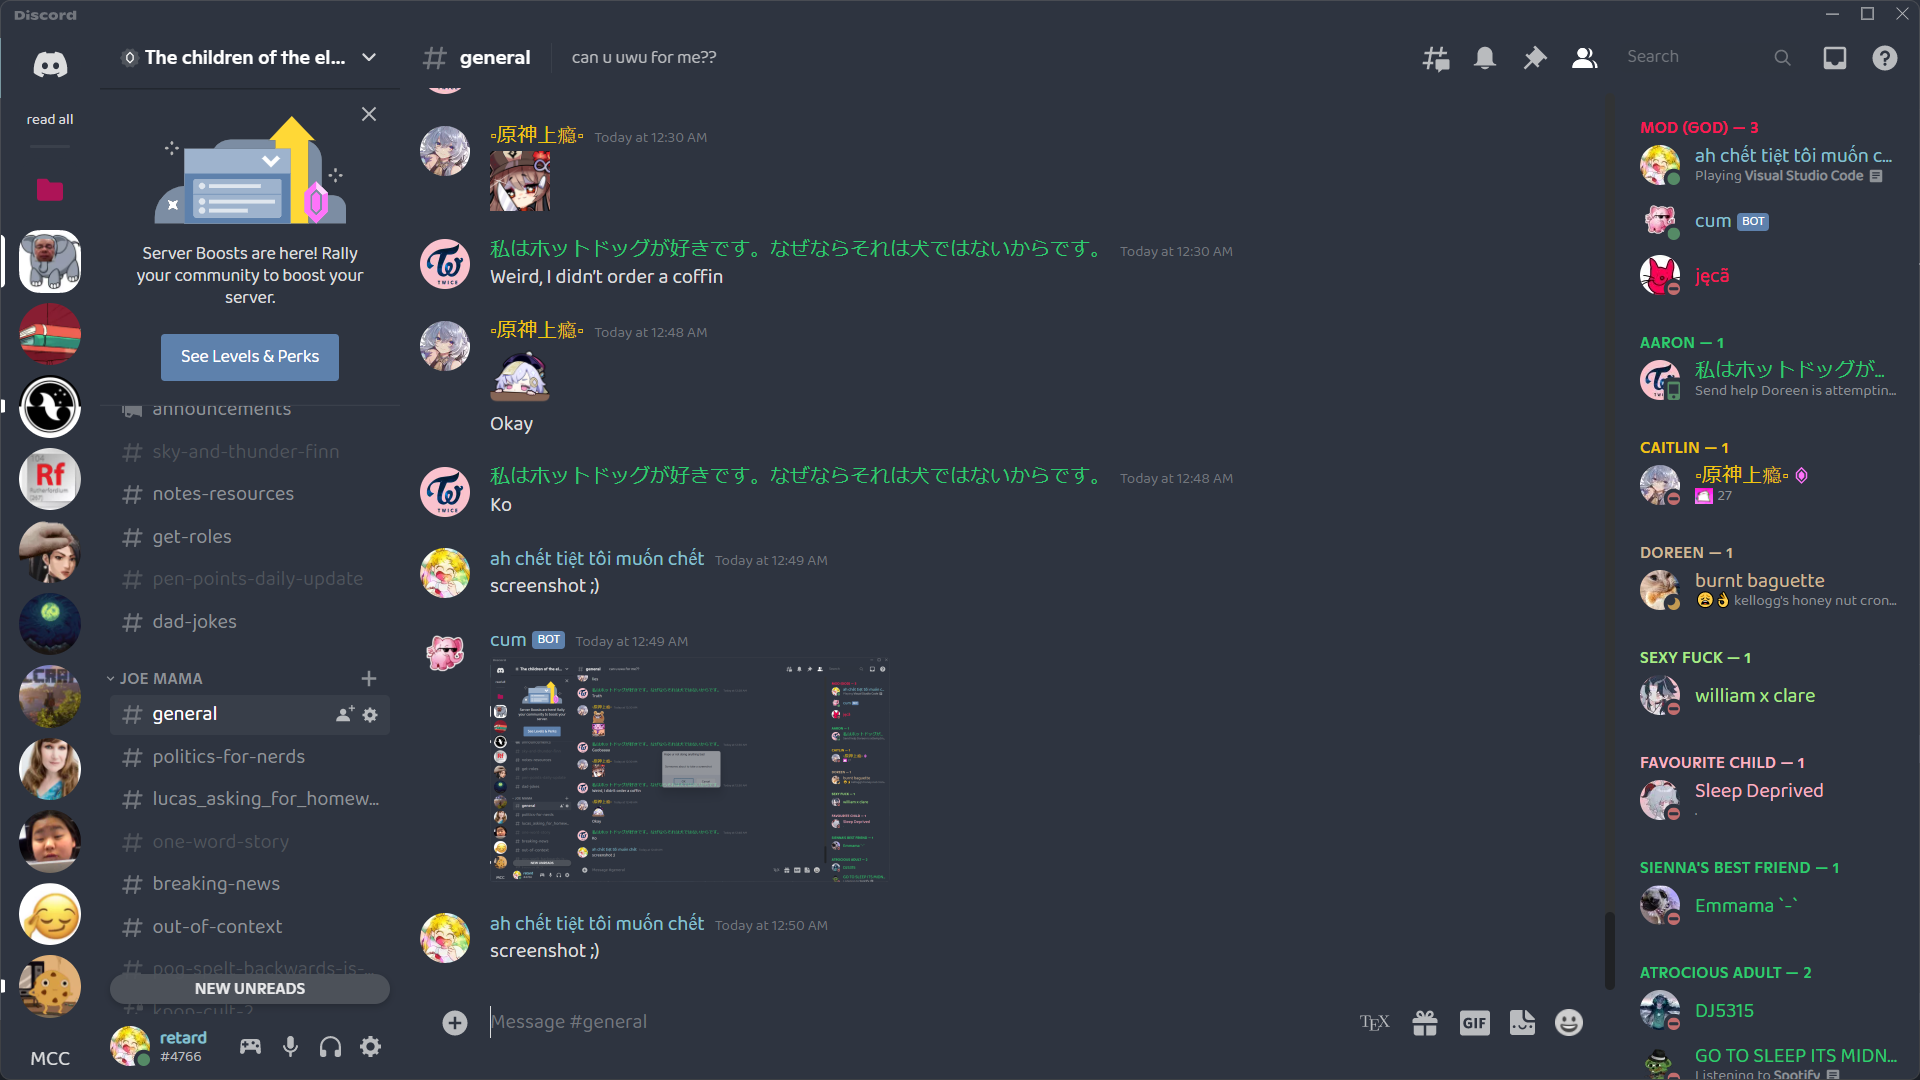 Discord
The children of the el...
general
can u uwu for me??
Search
read all
Server Boosts are here! Rally
your community to boost your
server.
See Levels & Perks
announcements
sky-and-thunder-finn
notes-resources
get-roles
pen-points-daily-update
dad-jokes
JOE MAMA
general
politics-for-nerds
lucas_asking_for_homew...
one-word-story
breaking-news
out-of-context
pog-spelt-backwards-is-
NEW UNREADS
kpop-cult-2
Rf
MCC
retard
#4766
▫原神上瘾▫ Today at 12:30 AM
私はホットドッグが好きです。なぜならそれは犬ではないからです。 Today at 12:30 AM
Weird, I didn't order a coffin
▫原神上瘾▫ Today at 12:48 AM
Okay
私はホットドッグが好きです。なぜならそれは犬ではないからです。 Today at 12:48 AM
Ko
ah chết tiệt tôi muốn chết Today at 12:49 AM
screenshot ;)
cum BOT Today at 12:49 AM
ah chết tiệt tôi muốn chết Today at 12:50 AM
screenshot ;)
Message #general
TEX
GIF
MOD (GOD) — 3
ah chết tiệt tôi muốn c...
Playing Visual Studio Code
cum BOT
jęcã
AARON — 1
私はホットドッグが...
Send help Doreen is attemptin...
CAITLIN — 1
▫原神上瘾▫
27
DOREEN — 1
burnt baguette
😩👌 kellogg's honey nut cron...
SEXY FUCK — 1
william x clare
FAVOURITE CHILD — 1
Sleep Deprived
.
SIENNA'S BEST FRIEND — 1
Emmama `-`
ATROCIOUS ADULT — 2
DJ5315
GO TO SLEEP ITS MIDN...
Listening to Spotify